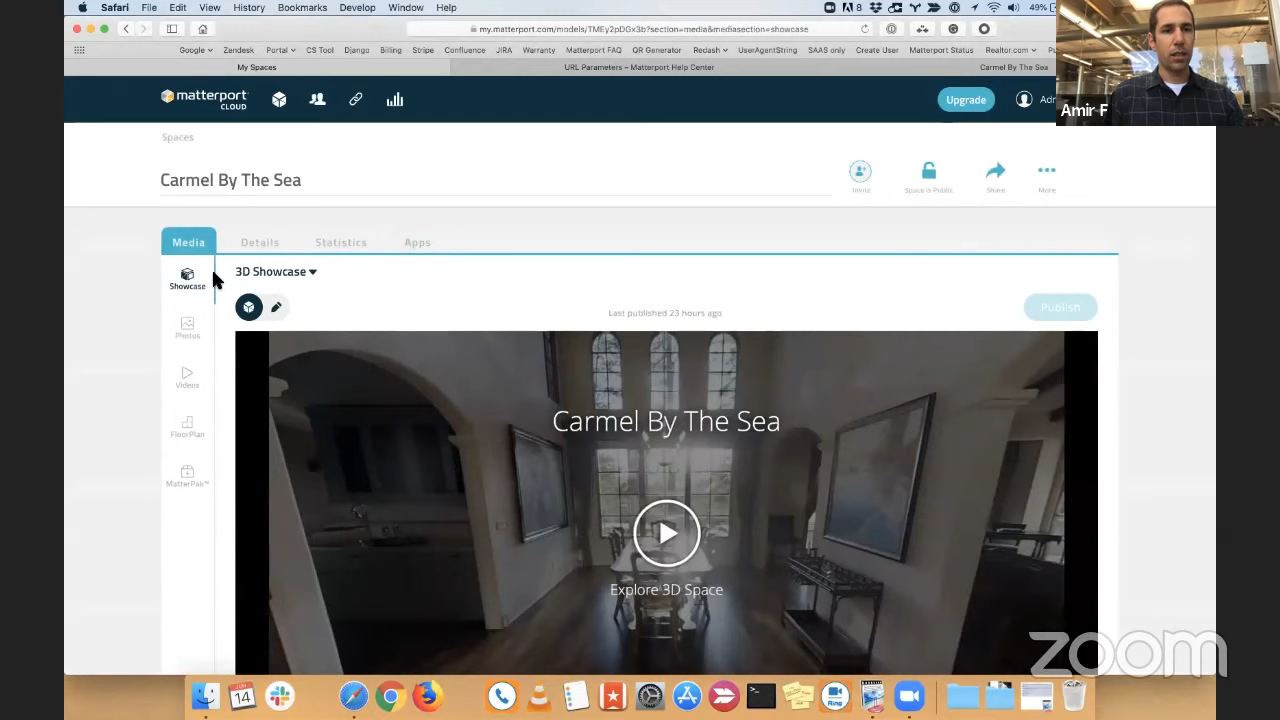 Safari File Edit View History Bookmarks Develop Window Help
8 49%
my.matterport.com/models/TMEy2pDGx3b?section=media&mediasection=showcase
Google Zendesk Portal CS Tool Django Billing Stripe Confluence JIRA Warranty Matterport FAQ QR Generator Redash UserAgentString SAAS only Create User Matterport Status Realtor.com
My Spaces URL Parameters – Matterport Help Center Carmel By The Sea
matterport
CLOUD
Upgrade
Amir F
Spaces
Carmel By The Sea
Invite Space is Public Share More
Media Details Statistics Apps
Showcase
3D Showcase
Last published 23 hours ago
Publish
Photos
Videos
FloorPlan
MatterPak™
Carmel By The Sea
Explore 3D Space
zoom
14
Ring